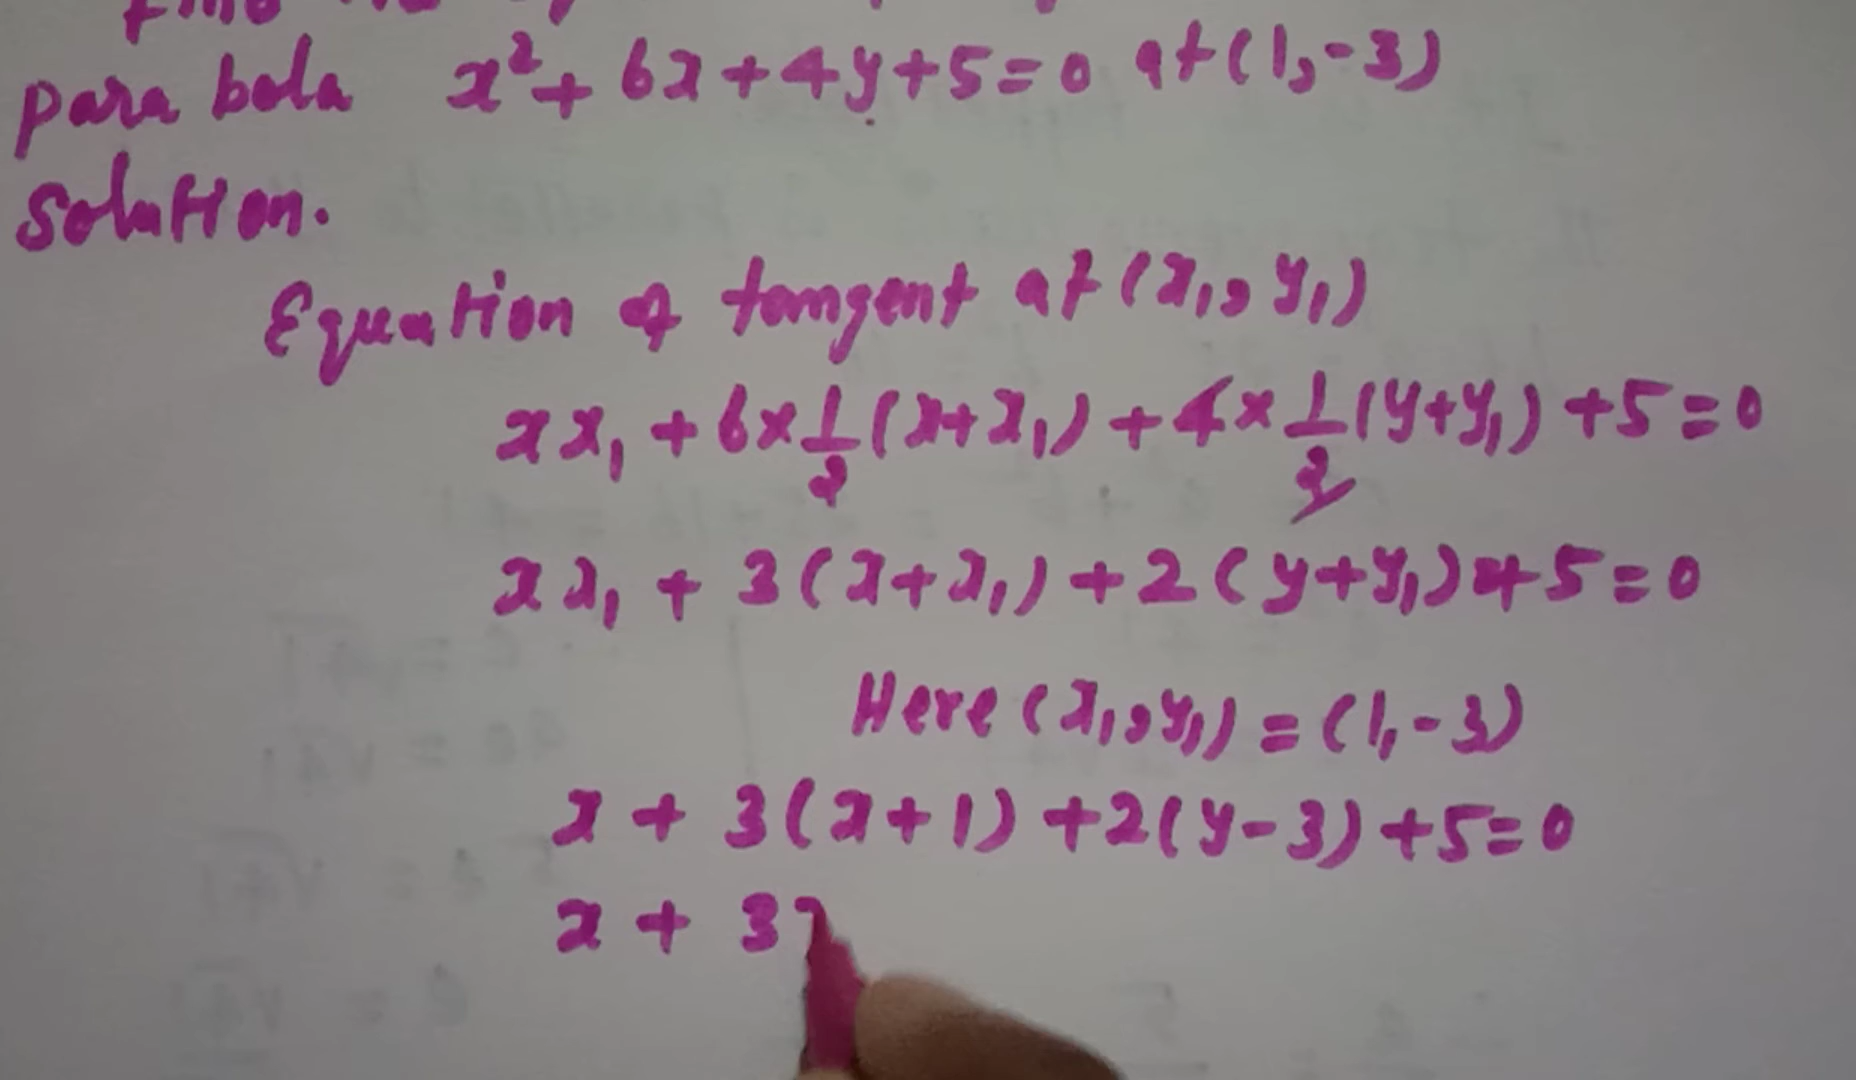 para bola x²+ 6x+4y+5=0 at(1,-3)
Solution.
Equation of tangent at (x₁, y₁)
xx₁ + 6×1/2(x+x₁) + 4×1/2(y+y₁) +5=0
xx₁ + 3(x+x₁) +2(y+y₁)+5=0
Here (x₁,y₁) = (1,-3)
x + 3(x+1) +2(y-3) +5=0
x + 3